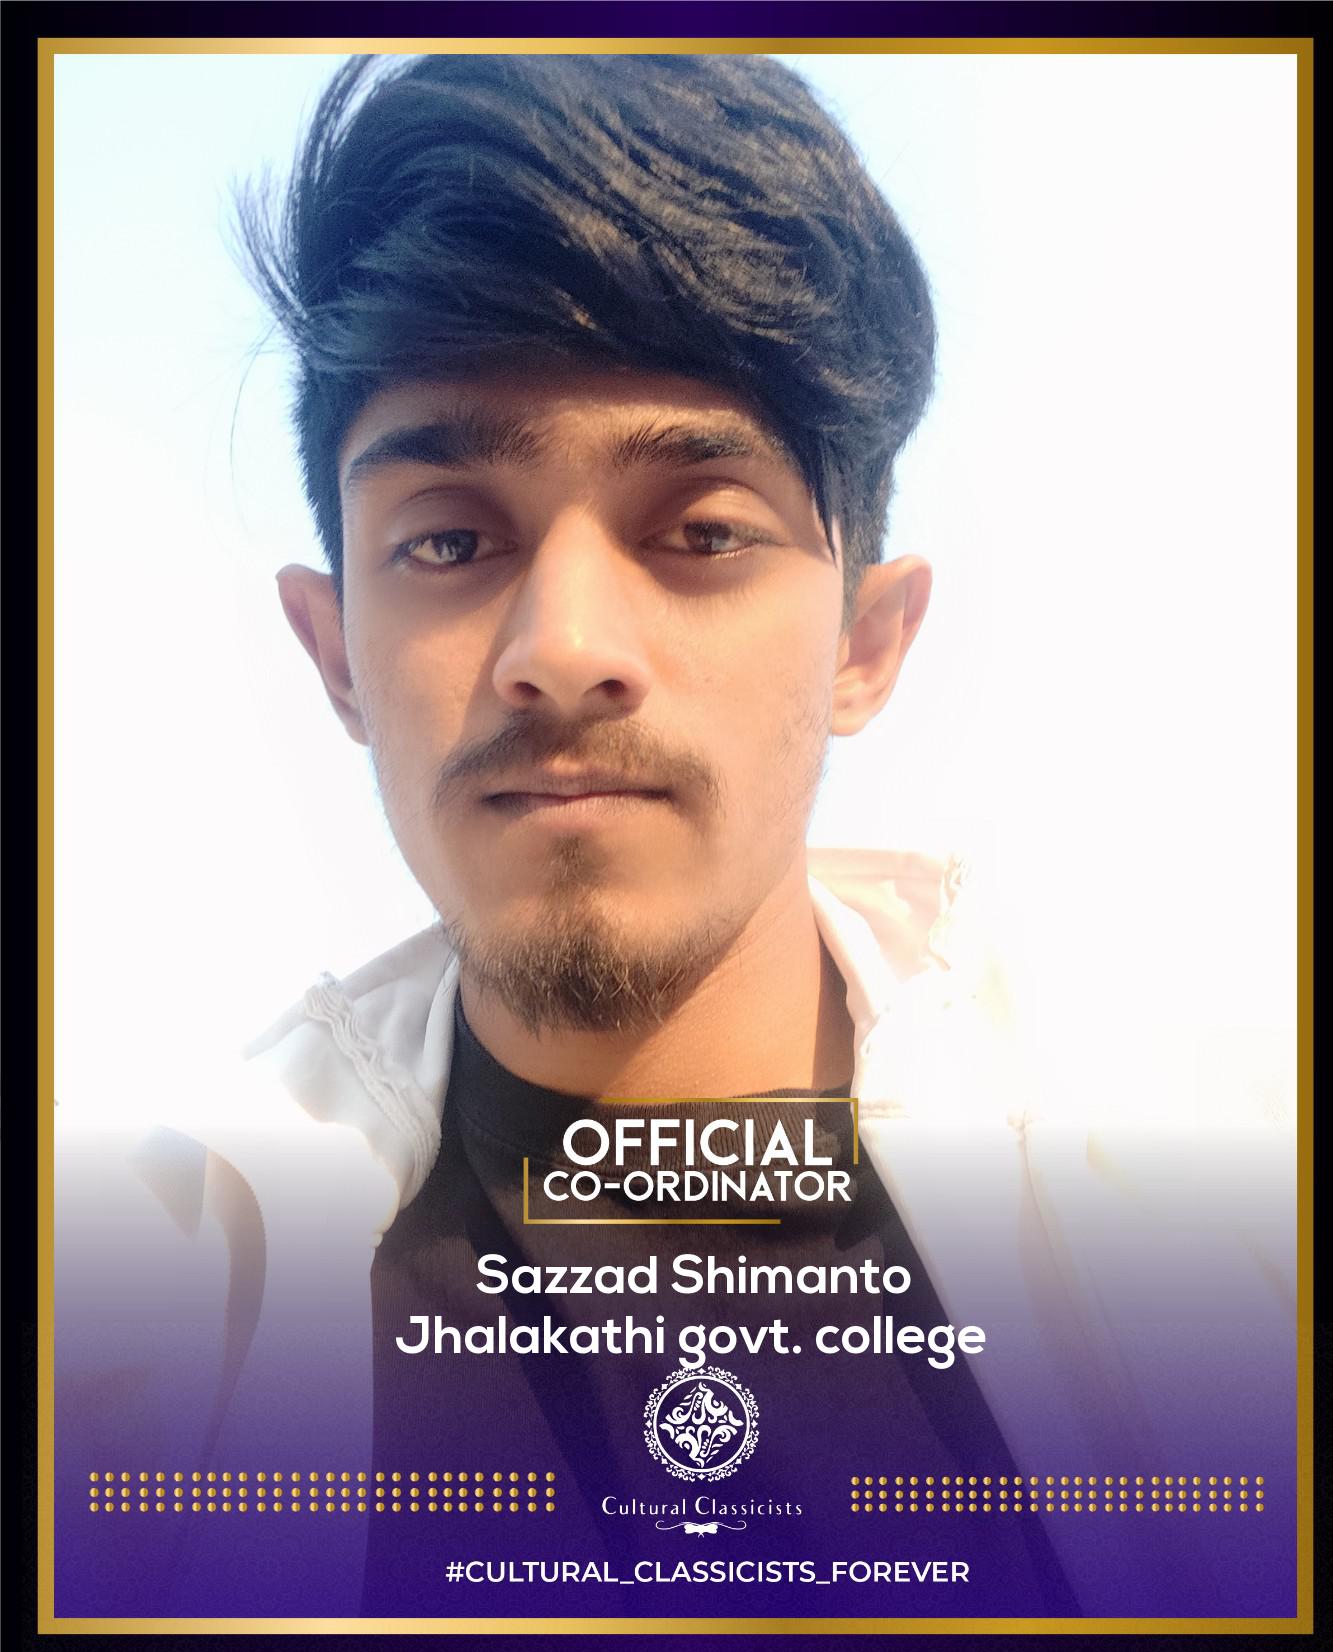 OFFICIAL
CO-ORDINATOR
Sazzad Shimanto
Jhalakathi govt. college
Cultural Classicists
#CULTURAL_CLASSICISTS_FOREVER